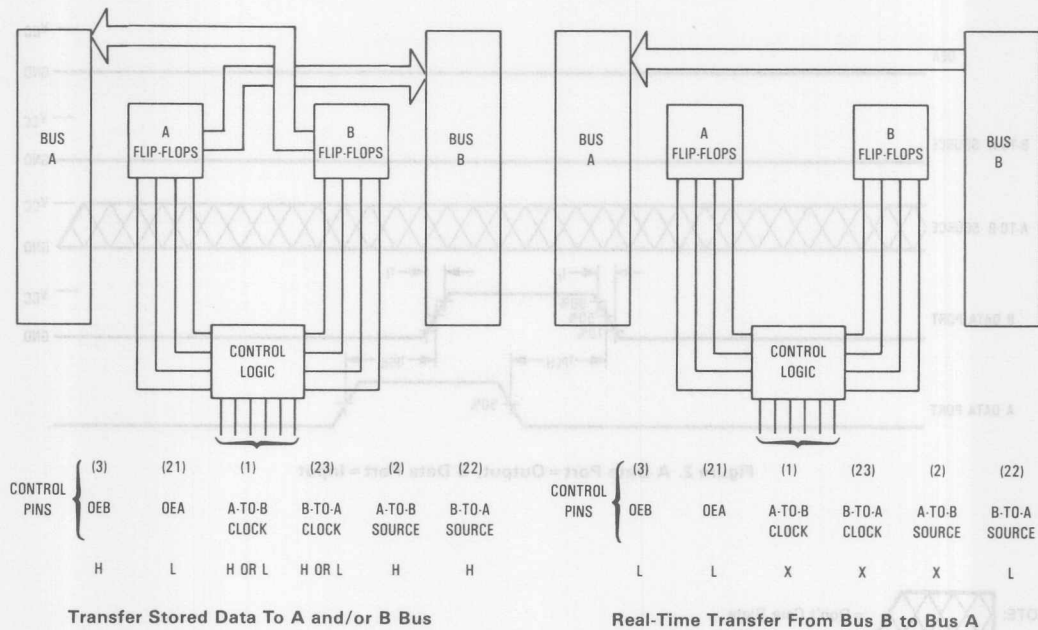 BUS
A
A
FLIP-FLOPS
B
FLIP-FLOPS
BUS
B
CONTROL
LOGIC
CONTROL
PINS
(3) (21) (1) (23) (2) (22)
OEB OEA A-TO-B CLOCK B-TO-A CLOCK A-TO-B SOURCE B-TO-A SOURCE
H L H OR L H OR L H H
Transfer Stored Data To A and/or B Bus
BUS
A
A
FLIP-FLOPS
B
FLIP-FLOPS
BUS
B
CONTROL
LOGIC
CONTROL
PINS
(3) (21) (1) (23) (2) (22)
OEB OEA A-TO-B CLOCK B-TO-A CLOCK A-TO-B SOURCE B-TO-A SOURCE
L L X X X L
Real-Time Transfer From Bus B to Bus A